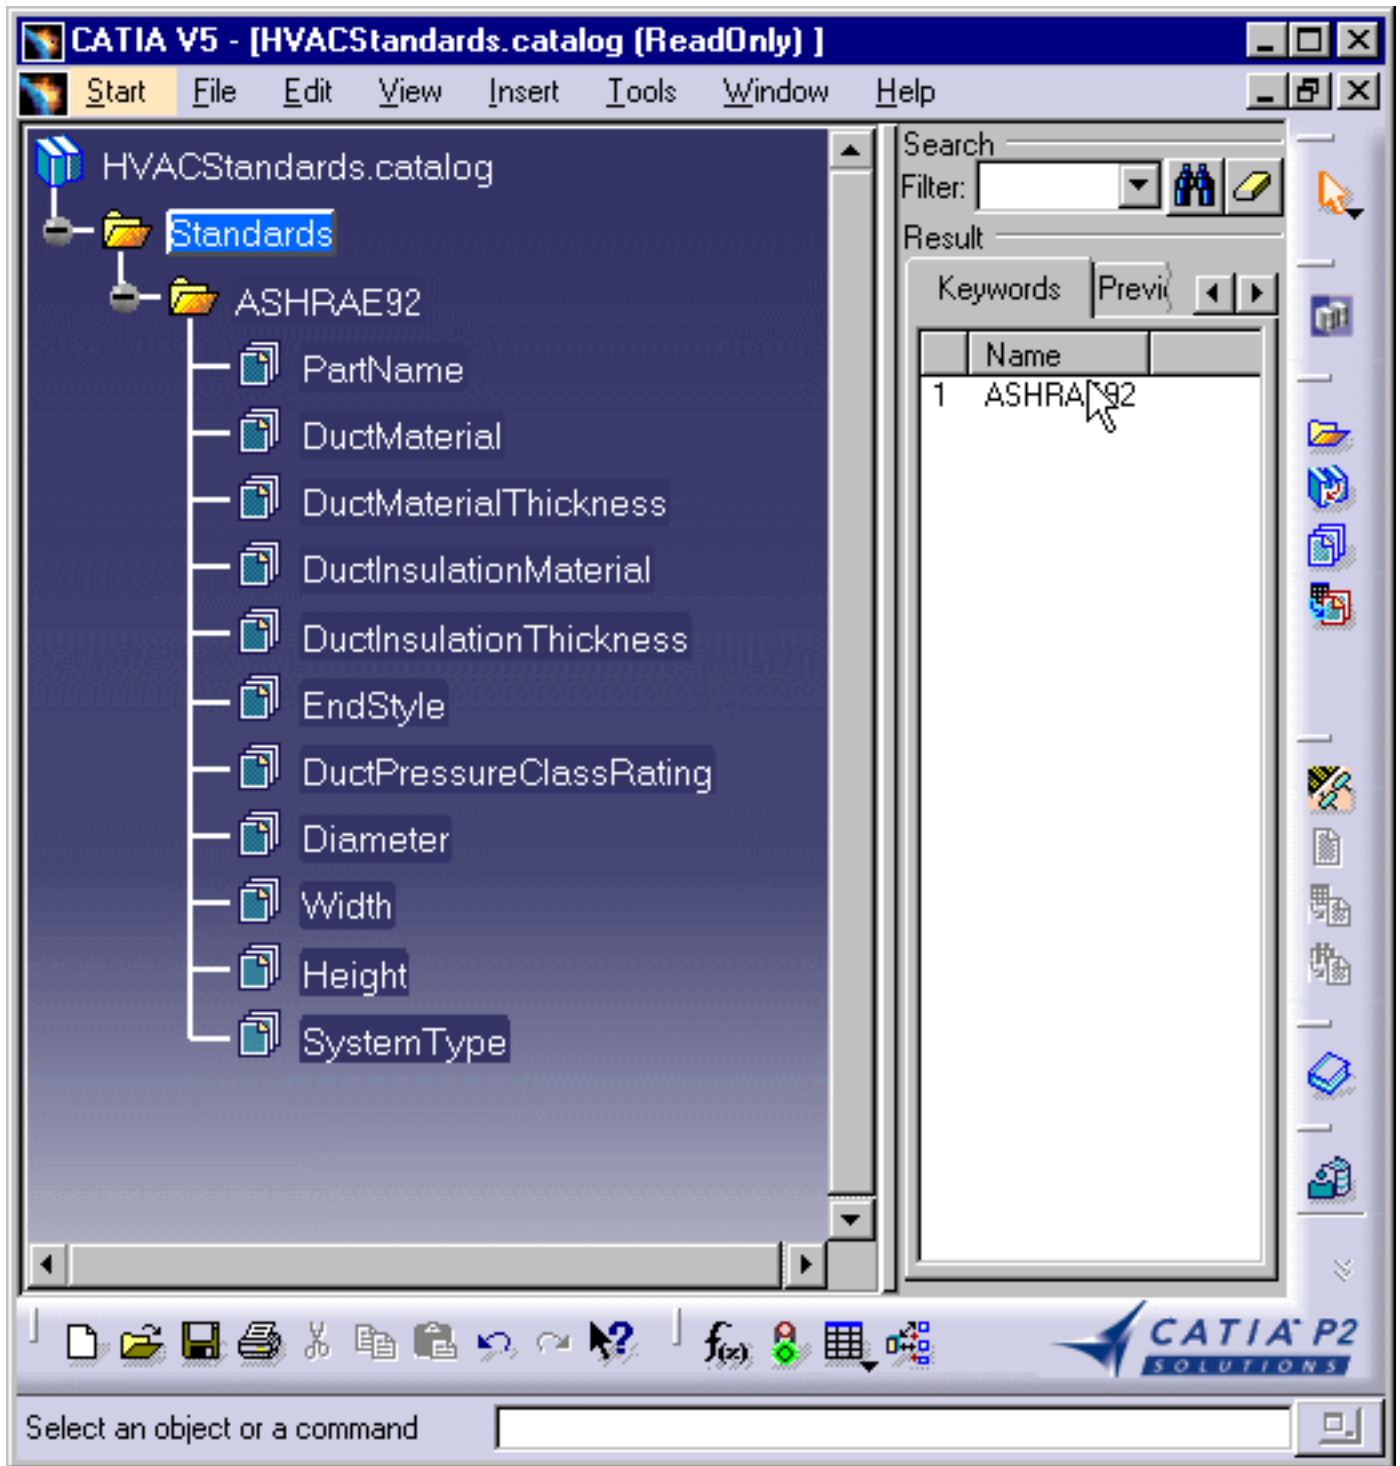 CATIA V5 - [HVACStandards.catalog (ReadOnly) ]
Start File Edit View Insert Tools Window Help
HVACStandards.catalog
Standards
ASHRAE92
PartName
DuctMaterial
DuctMaterialThickness
DuctInsulationMaterial
DuctInsulationThickness
EndStyle
DuctPressureClassRating
Diameter
Width
Height
SystemType
Search
Filter:
Result
Keywords Previ
Name
1 ASHRAE92
f(x)
CATIA P2
SOLUTIONS
Select an object or a command